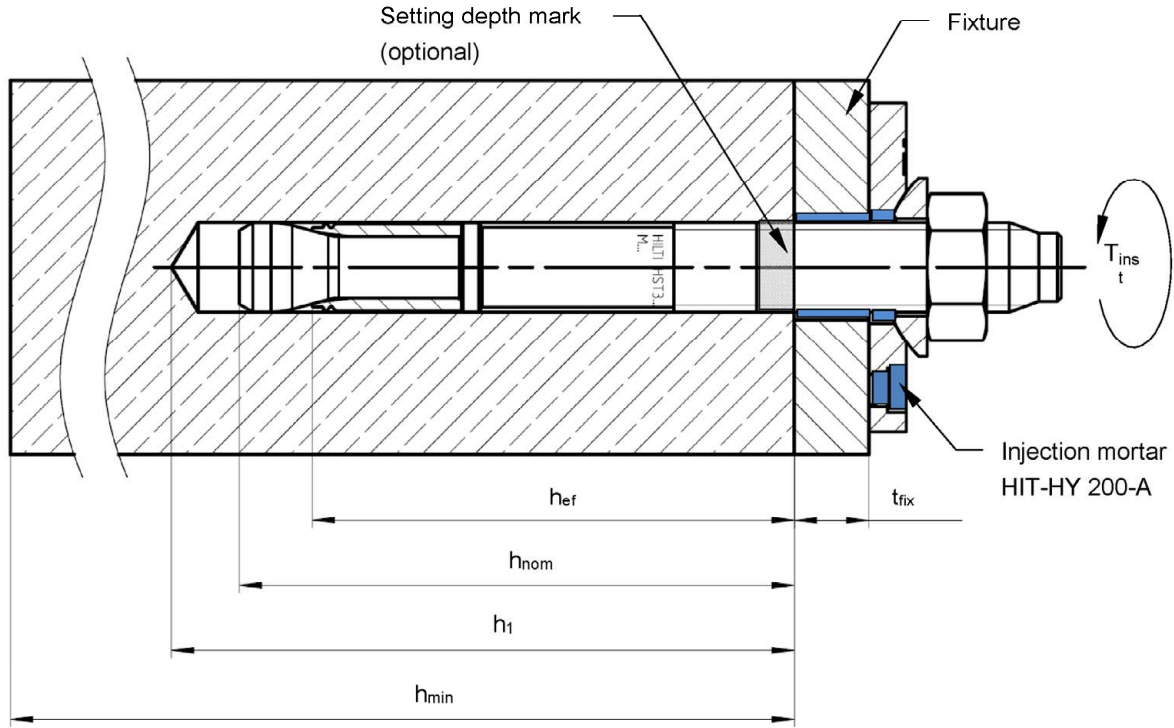 Setting depth mark
(optional)
Fixture
HILTI HST3...
M...
Tinst
Injection mortar
HIT-HY 200-A
hef
tfix
hnom
h1
hmin